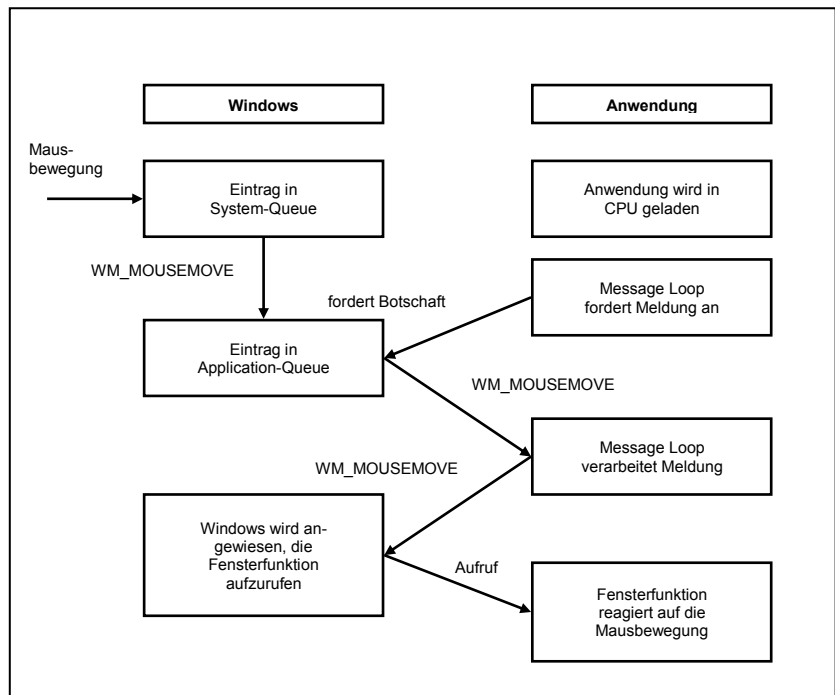 Windows
Anwendung
Maus-
bewegung
Eintrag in
System-Queue
Anwendung wird in
CPU geladen
WM_MOUSEMOVE
fordert Botschaft
Message Loop
fordert Meldung an
Eintrag in
Application-Queue
WM_MOUSEMOVE
WM_MOUSEMOVE
Message Loop
verarbeitet Meldung
Windows wird an-
gewiesen, die
Fensterfunktion
aufzurufen
Aufruf
Fensterfunktion
reagiert auf die
Mausbewegung